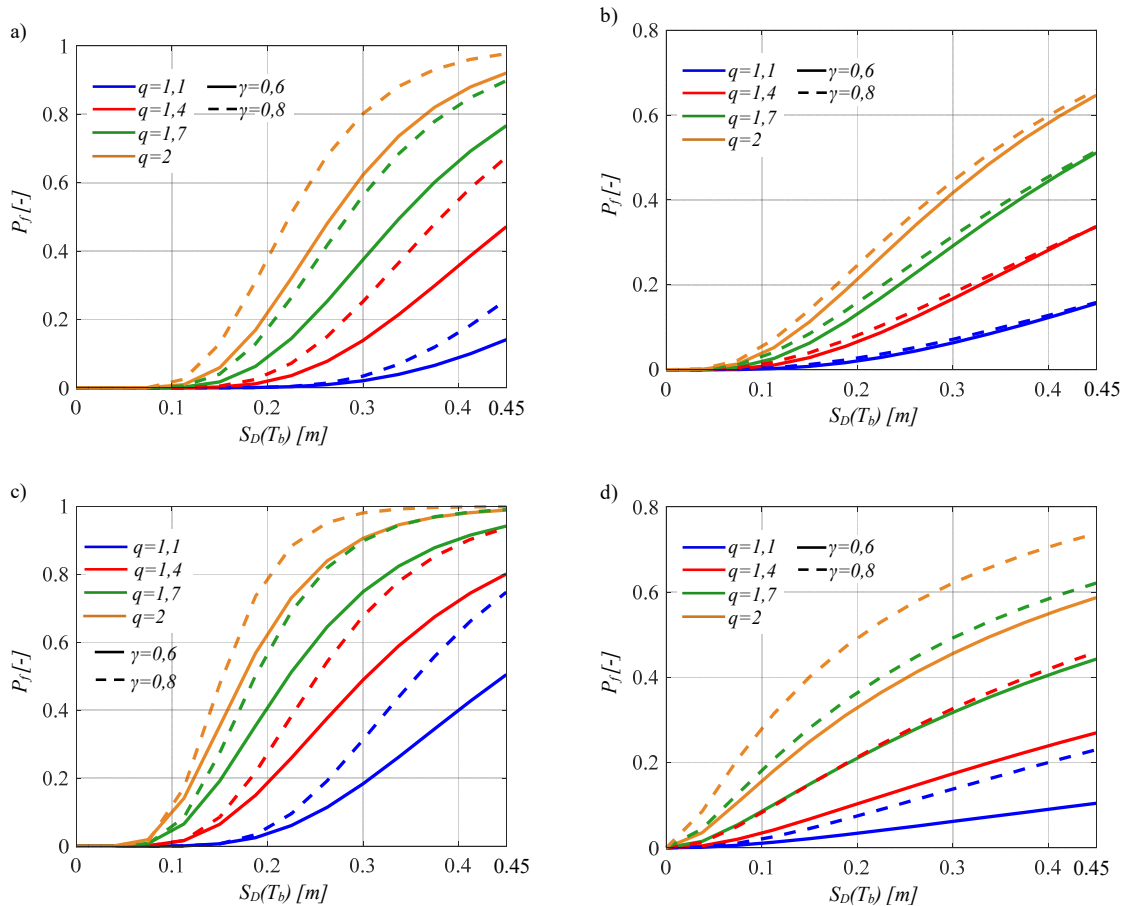 a)
1
0.8
0.6
0.4
0.2
0
P_f [-]
q=1,1
q=1,4
q=1,7
q=2
γ=0,6
γ=0,8
0
0.1
0.2
0.3
0.4
0.45
S_D(T_b) [m]
b)
0.8
0.6
0.4
0.2
0
P_f [-]
q=1,1
q=1,4
q=1,7
q=2
γ=0,6
γ=0,8
0
0.1
0.2
0.3
0.4
0.45
S_D(T_b) [m]
c)
1
0.8
0.6
0.4
0.2
0
P_f [-]
q=1,1
q=1,4
q=1,7
q=2
γ=0,6
γ=0,8
0
0.1
0.2
0.3
0.4
0.45
S_D(T_b) [m]
d)
0.8
0.6
0.4
0.2
0
P_f [-]
q=1,1
q=1,4
q=1,7
q=2
γ=0,6
γ=0,8
0
0.1
0.2
0.3
0.4
0.45
S_D(T_b) [m]